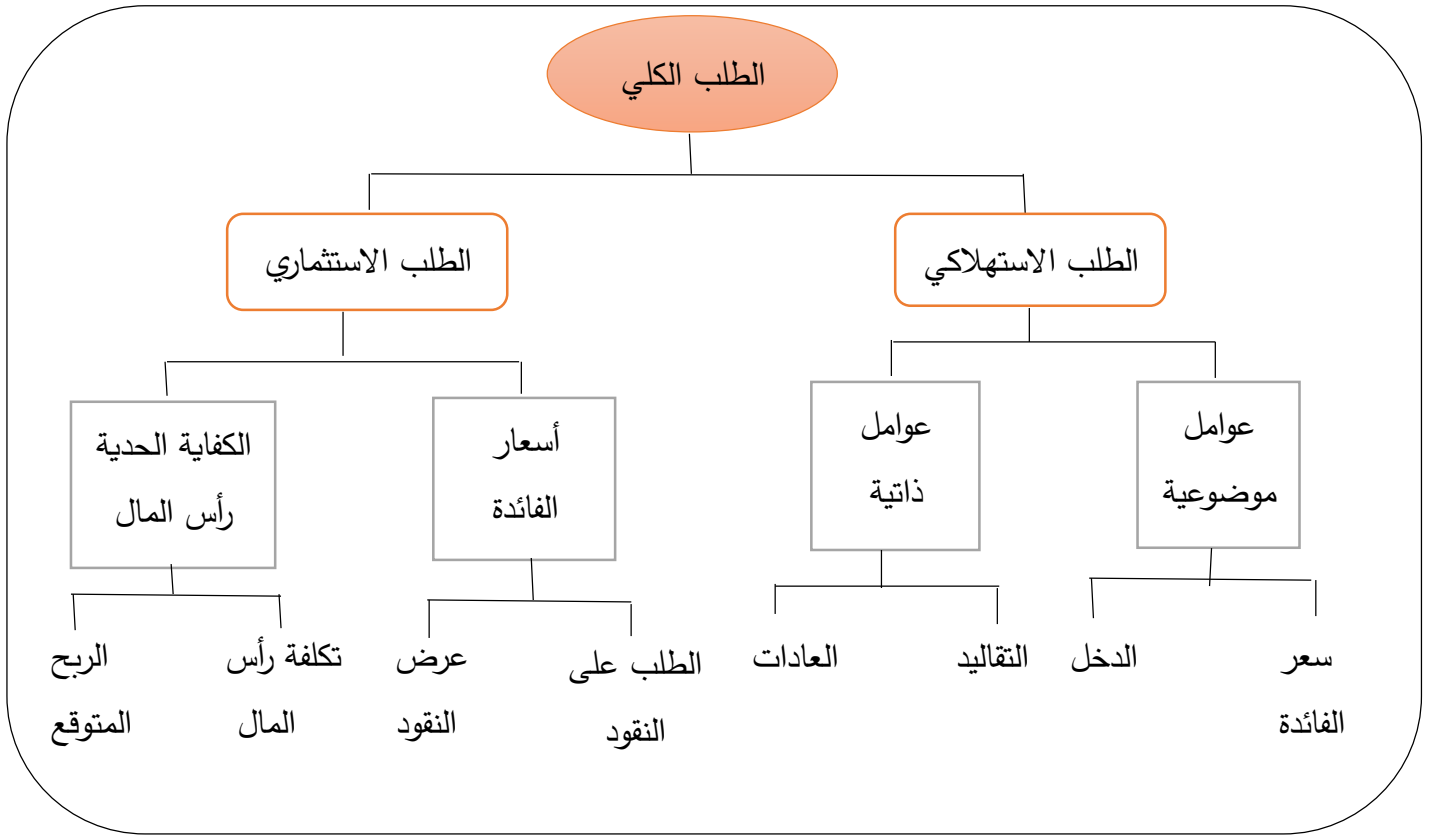 الطلب الكلي
الطلب الاستهلاكي
الطلب الاستثماري
عوامل
موضوعية
عوامل
ذاتية
أسعار
الفائدة
الكفاية الحدية
رأس المال
سعر
الفائدة
الدخل
التقاليد
العادات
الطلب على
النقود
عرض
النقود
تكلفة رأس
المال
الربح
المتوقع